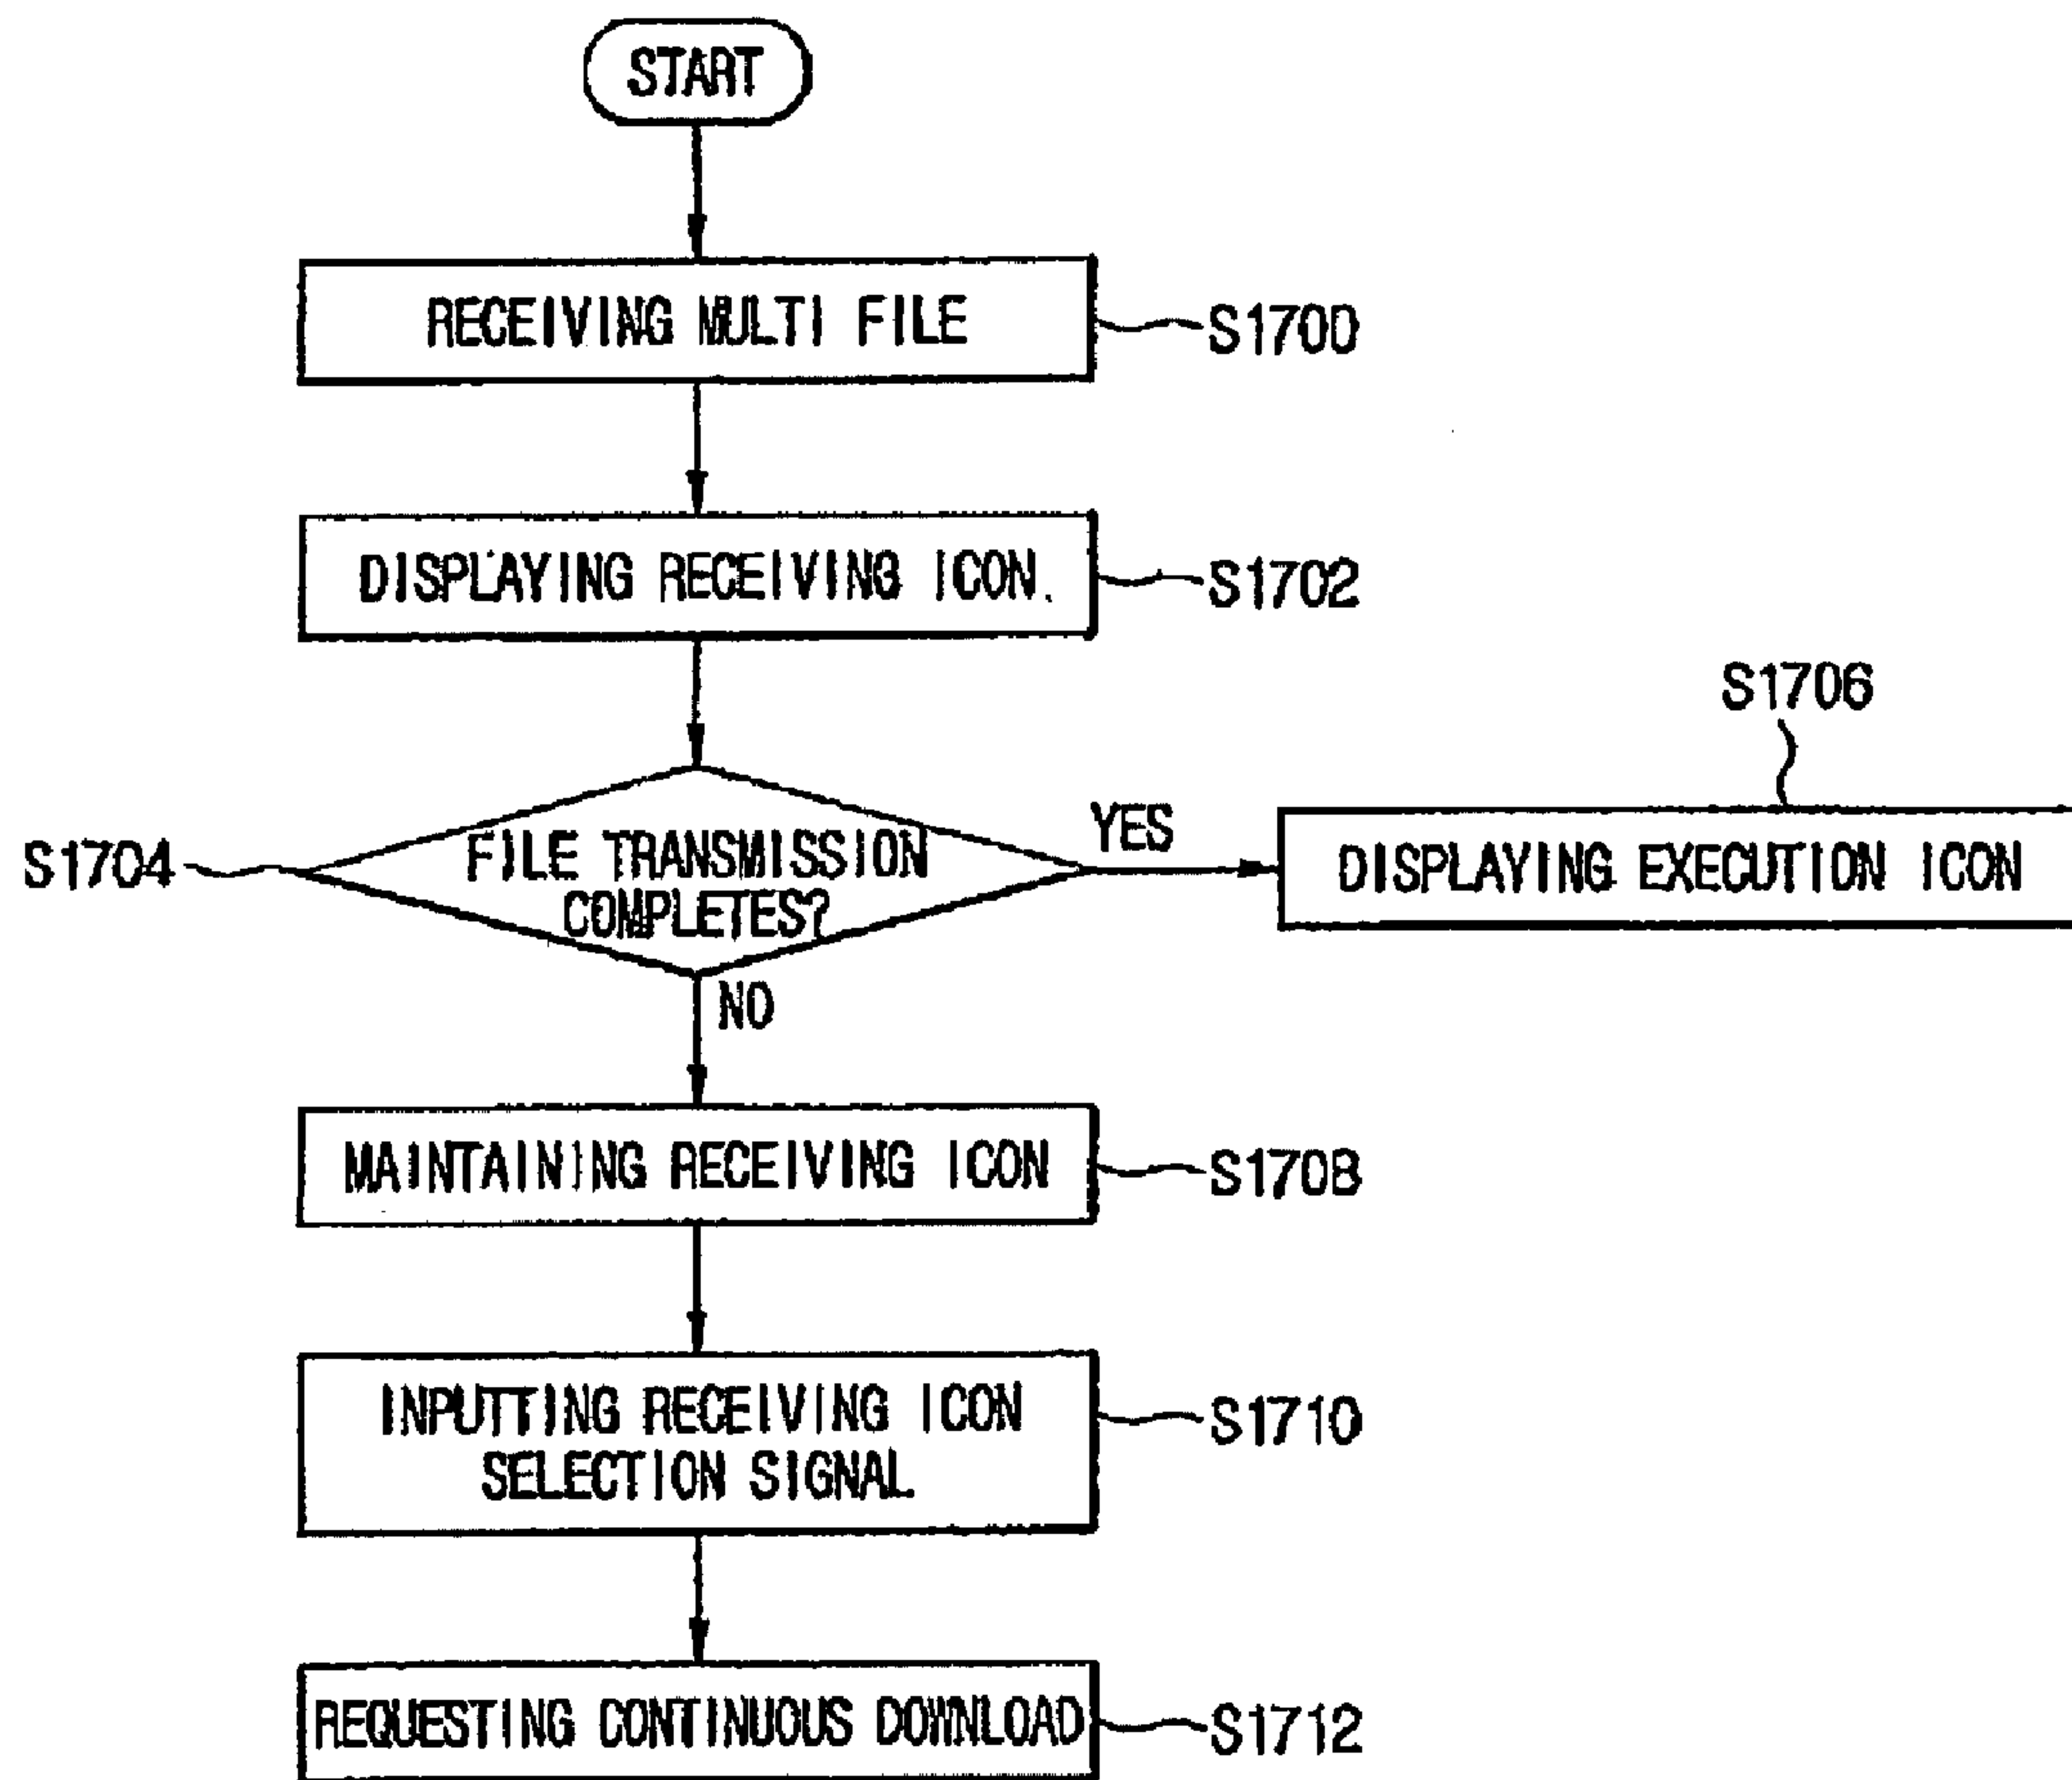 START
RECEIVING MULTI FILE
S1700
DISPLAYING RECEIVING ICON.
S1702
S1706
S1704
FILE TRANSMISSION
COMPLETES?
YES
DISPLAYING EXECUTION ICON
NO
MAINTAINING RECEIVING ICON
S1708
INPUTTING RECEIVING ICON
SELECTION SIGNAL
S1710
REQUESTING CONTINUOUS DOWNLOAD
S1712